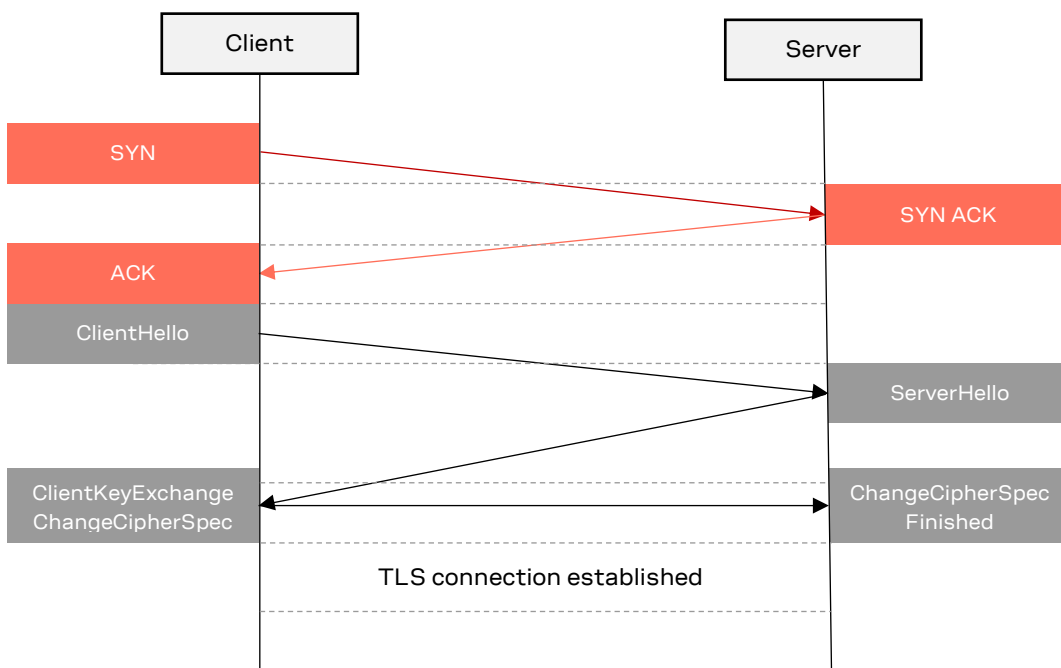 Client
Server
SYN
SYN ACK
ACK
ClientHello
ServerHello
ClientKeyExchange
ChangeCipherSpec
ChangeCipherSpec
Finished
TLS connection established